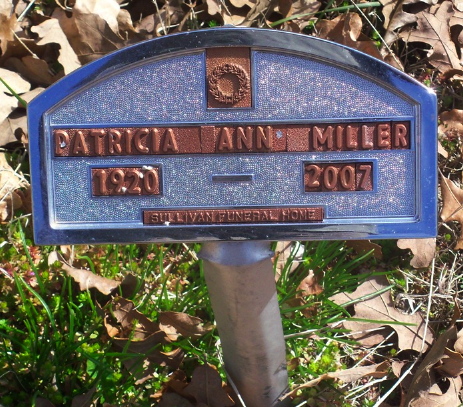 PATRICIA ANN MILLER
1920 - 2007
SULLIVAN FUNERAL HOME